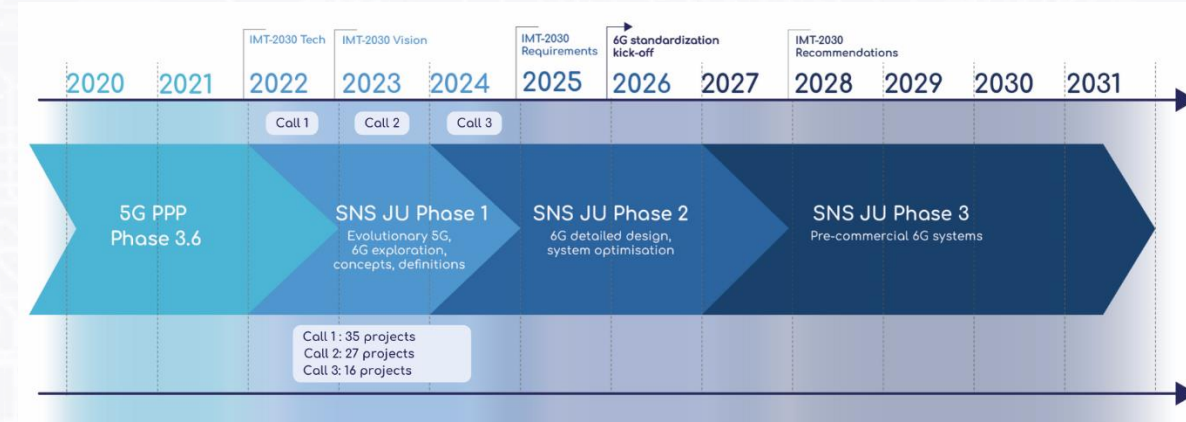 IMT-2030 Tech
IMT-2030 Vision
IMT-2030
Requirements
6G standardization
kick-off
IMT-2030
Recommendations
2020 2021 2022 2023 2024 2025 2026 2027 2028 2029 2030 2031
Call 1
Call 2
Call 3
5G PPP
Phase 3.6
SNS JU Phase 1
Evolutionary 5G,
6G exploration,
concepts, definitions
SNS JU Phase 2
6G detailed design,
system optimisation
SNS JU Phase 3
Pre-commercial 6G systems
Call 1 : 35 projects
Call 2: 27 projects
Call 3: 16 projects